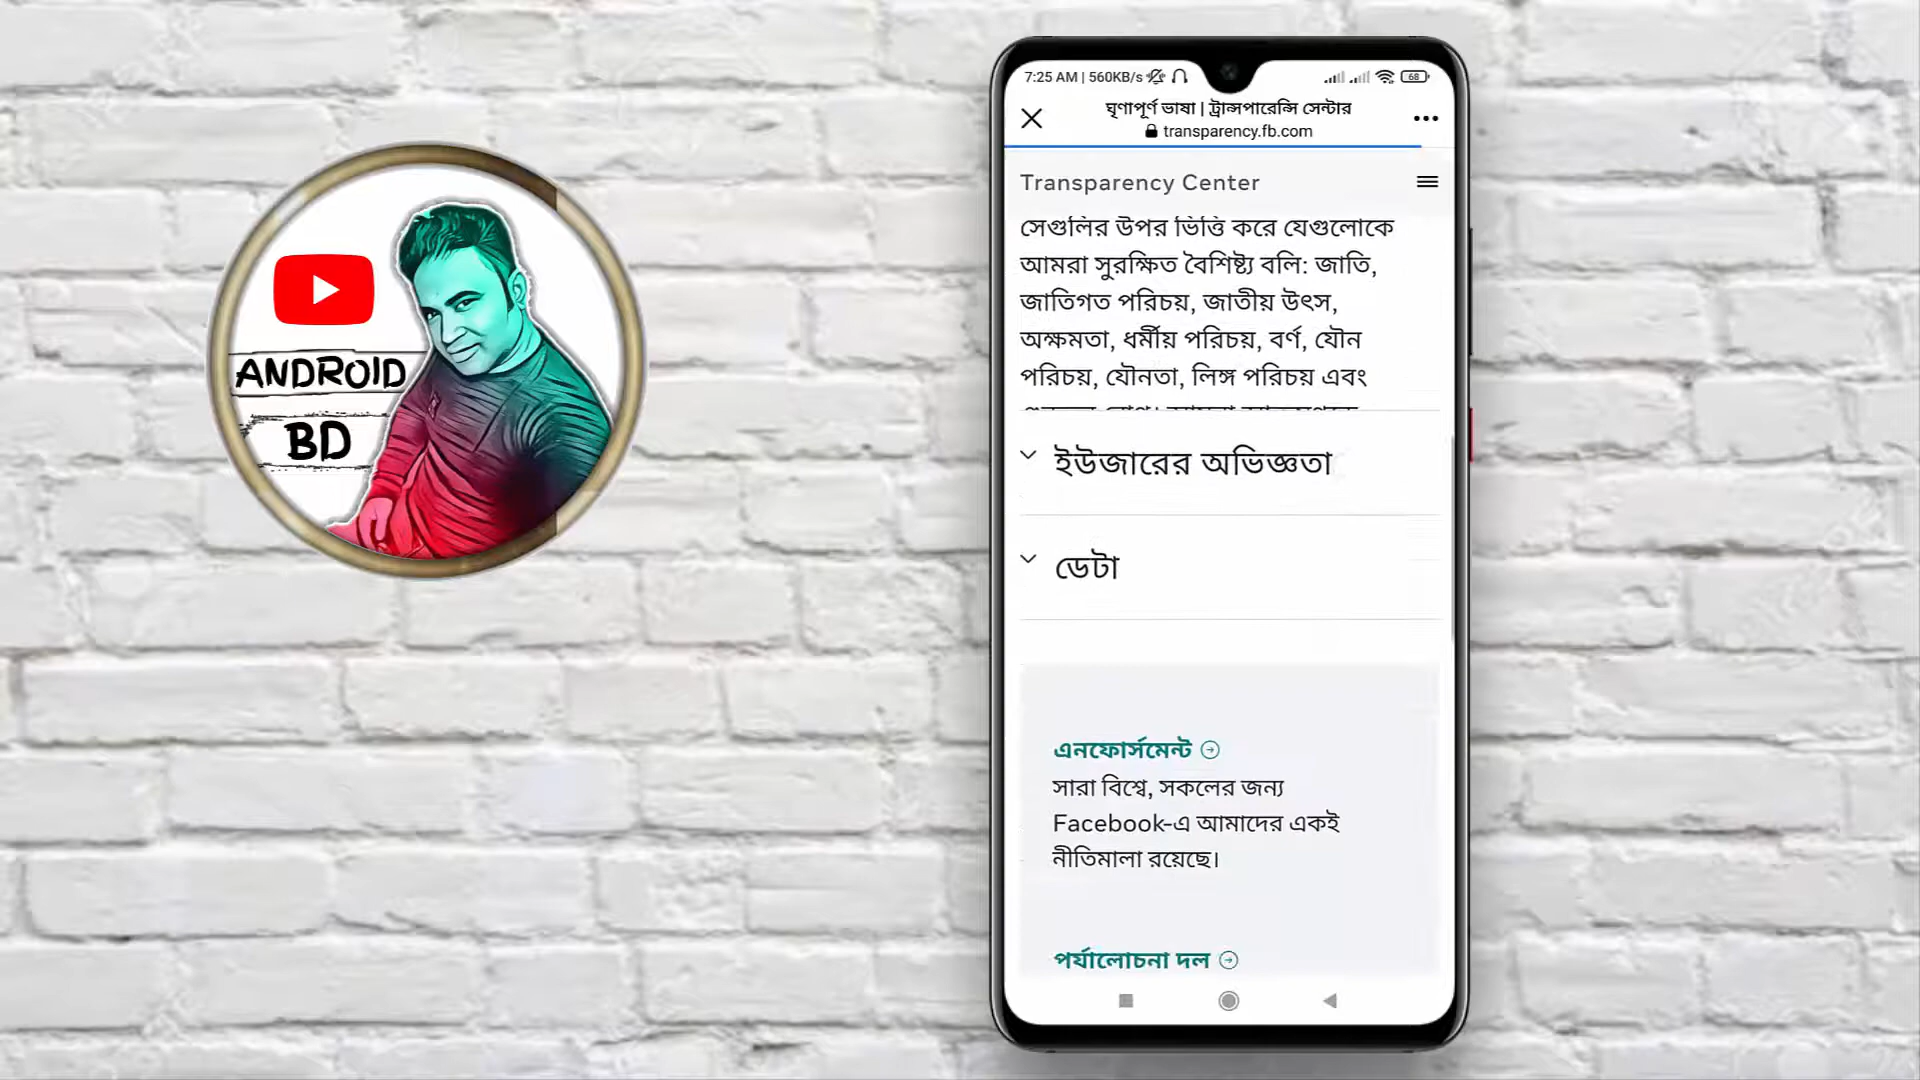 ANDROID
BD
7:25 AM | 560KB/s
68
ঘৃণাপূর্ণ ভাষা | ট্রান্সপারেন্সি সেন্টার
transparency.fb.com
Transparency Center
সেগুলির উপর ভিত্তি করে যেগুলোকে
আমরা সুরক্ষিত বৈশিষ্ট্য বলি: জাতি,
জাতিগত পরিচয়, জাতীয় উৎস,
অক্ষমতা, ধর্মীয় পরিচয়, বর্ণ, যৌন
পরিচয়, যৌনতা, লিঙ্গ পরিচয় এবং
ইউজারের অভিজ্ঞতা
ডেটা
এনফোর্সমেন্ট
সারা বিশ্বে, সকলের জন্য
Facebook-এ আমাদের একই
নীতিমালা রয়েছে।
পর্যালোচনা দল